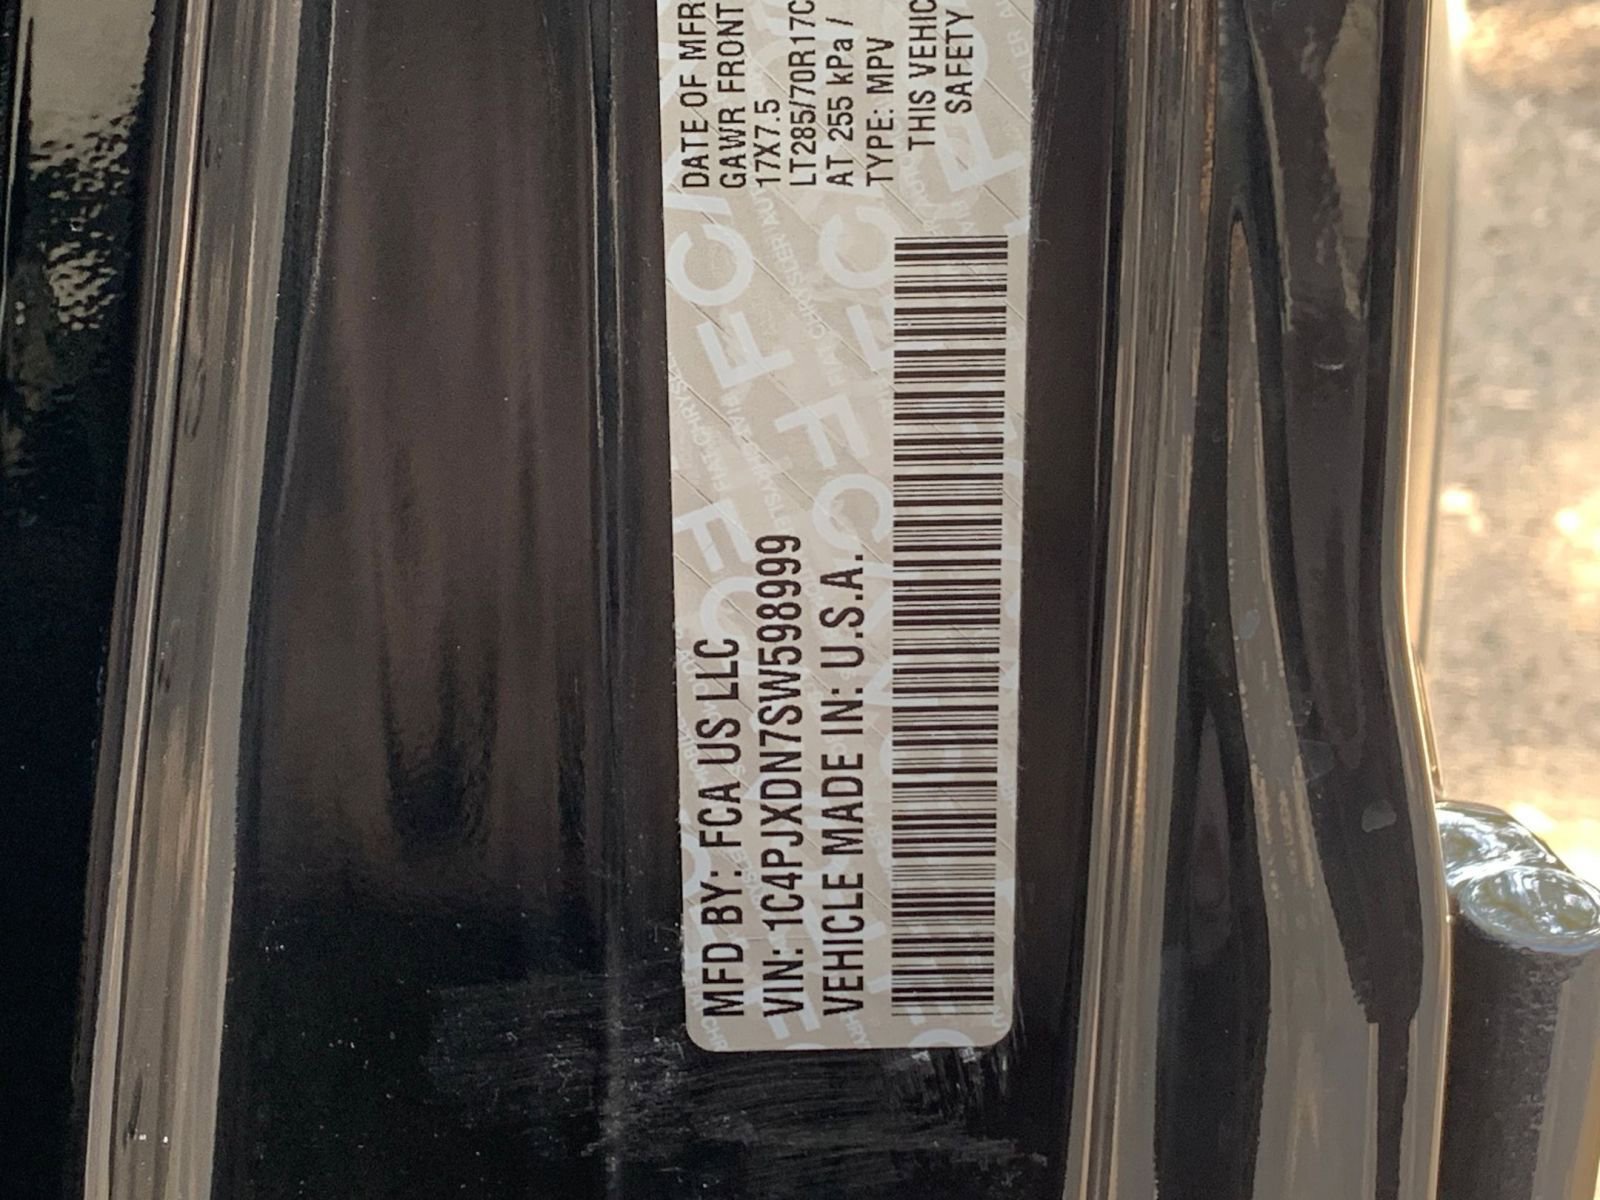 MFD BY: FCA US LLC
VIN: 1C4PJXDN7SW598999
VEHICLE MADE IN: U.S.A.
DATE OF MFR
GAWR FRONT
17X7.5
LT285/70R17C
AT 255 kPa /
TYPE: MPV
THIS VEHIC
SAFETY